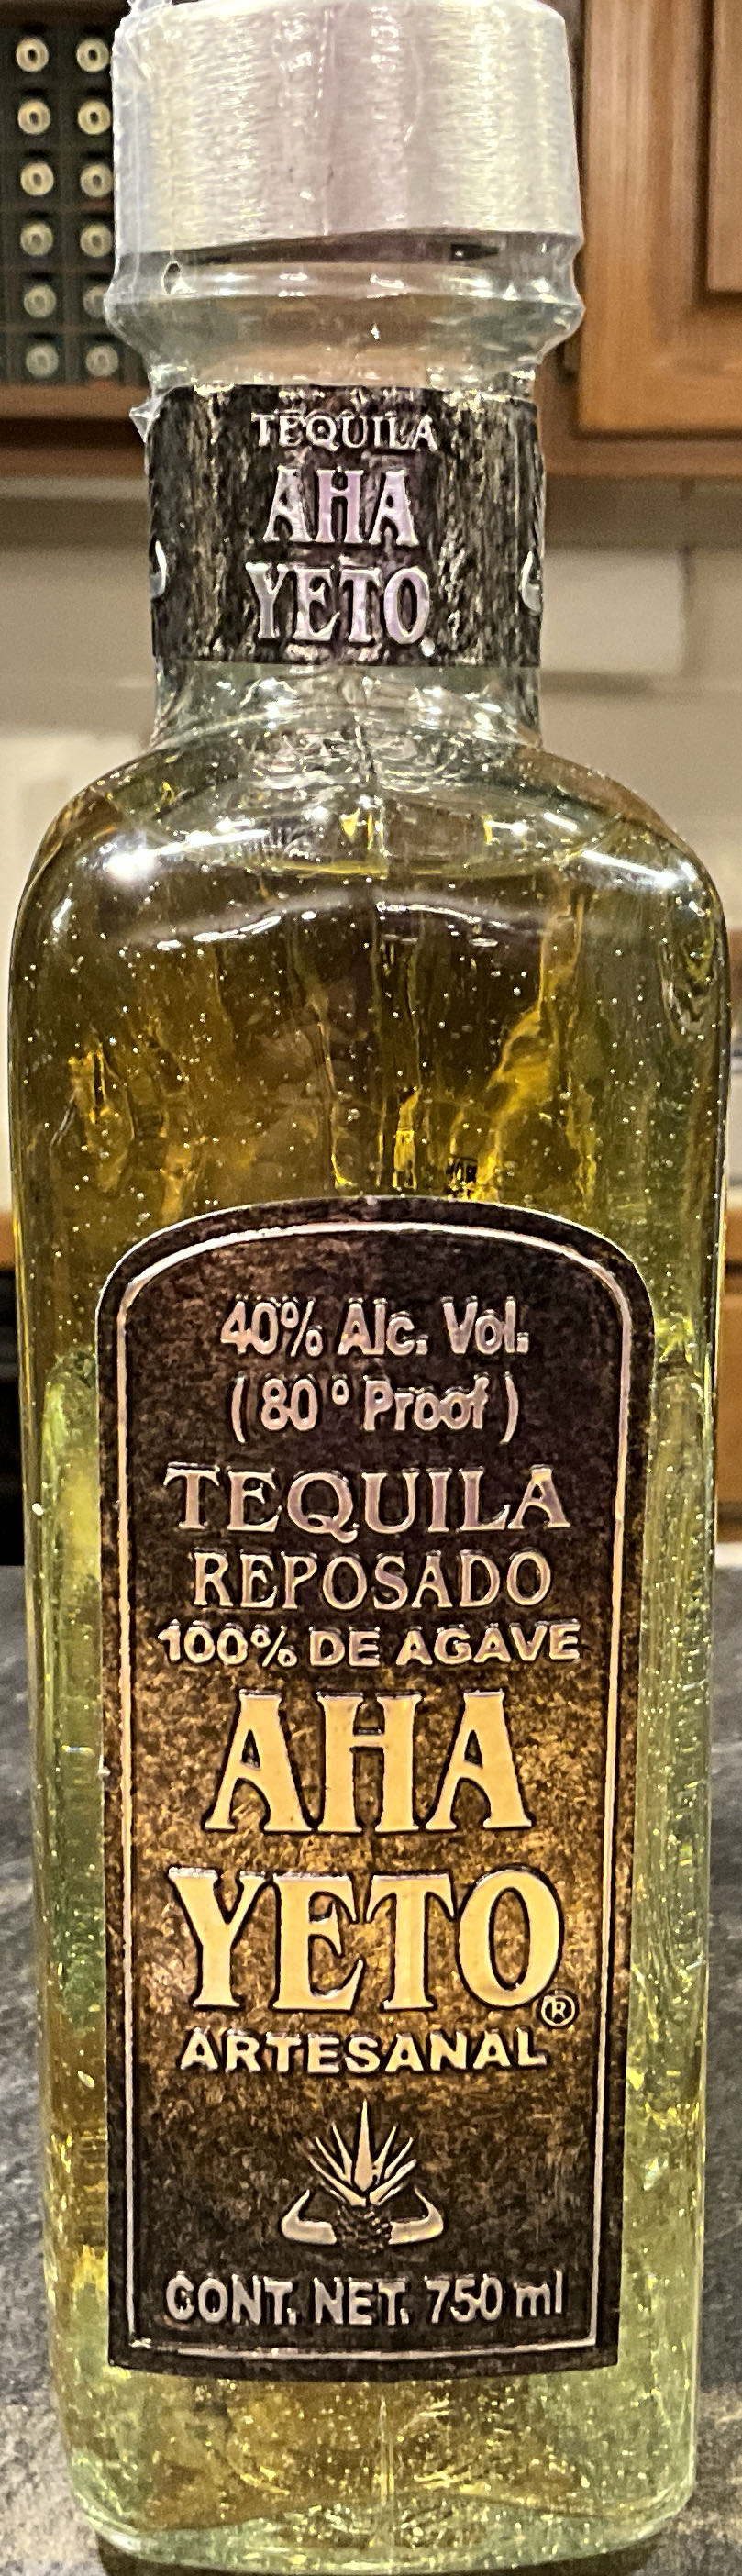 TEQUILA
AHA
YETO
40% Alc. Vol.
( 80° Proof )
TEQUILA
REPOSADO
100% DE AGAVE
AHA
YETO®
ARTESANAL
CONT. NET. 750 ml